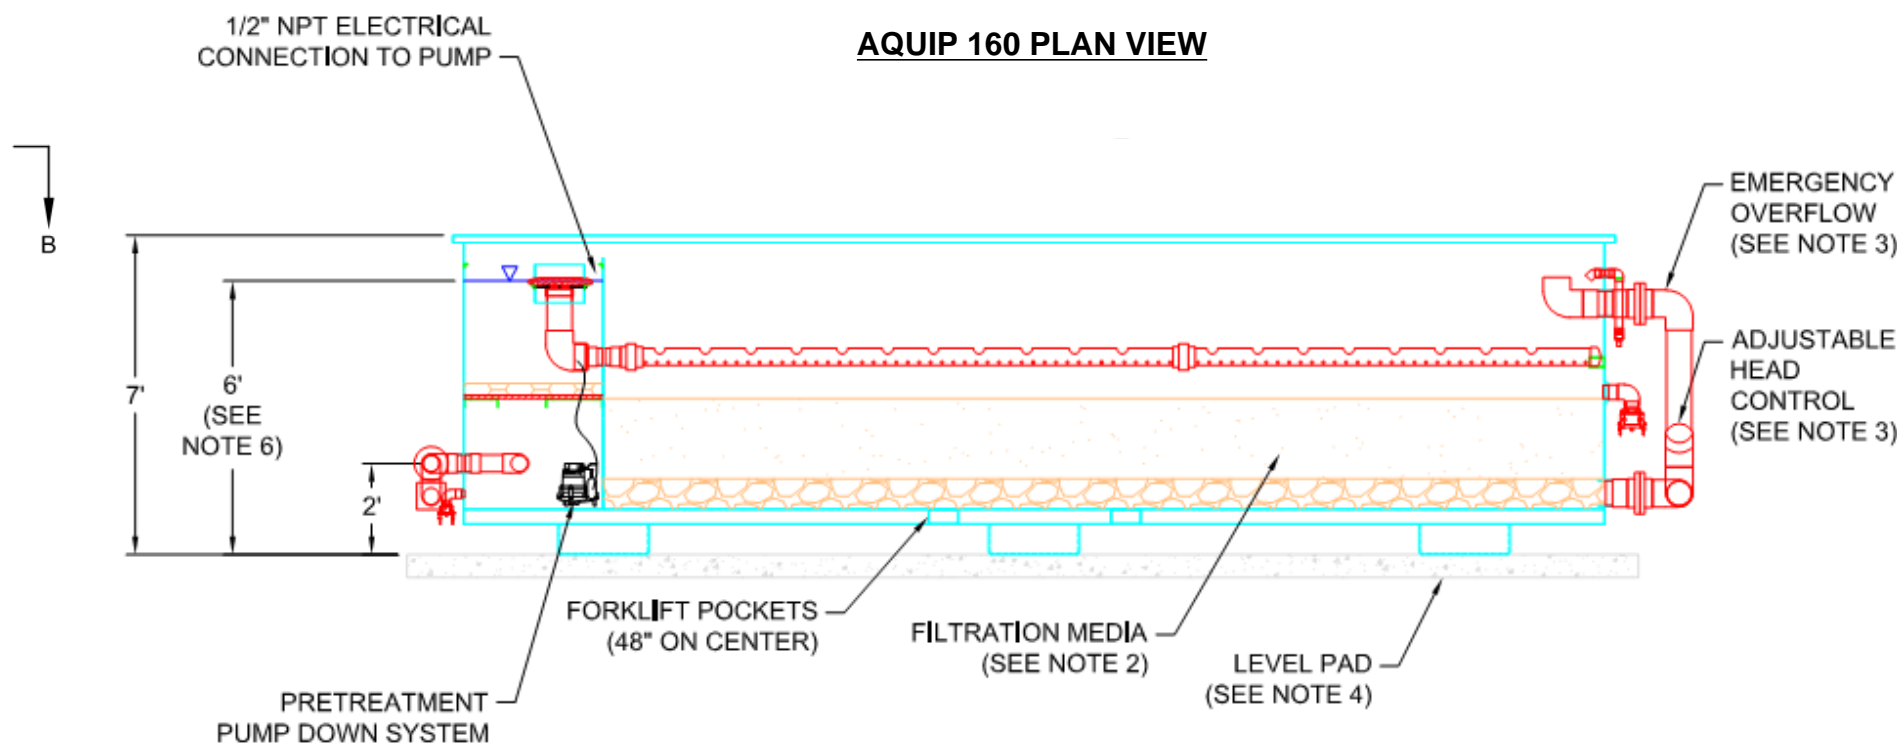 1/2" NPT ELECTRICAL
CONNECTION TO PUMP
AQUIP 160 PLAN VIEW
B
EMERGENCY
OVERFLOW
(SEE NOTE 3)
ADJUSTABLE
HEAD
CONTROL
(SEE NOTE 3)
7'
6'
(SEE
NOTE 6)
2'
FORKLIFT POCKETS
(48" ON CENTER)
FILTRATION MEDIA
(SEE NOTE 2)
LEVEL PAD
(SEE NOTE 4)
PRETREATMENT
PUMP DOWN SYSTEM